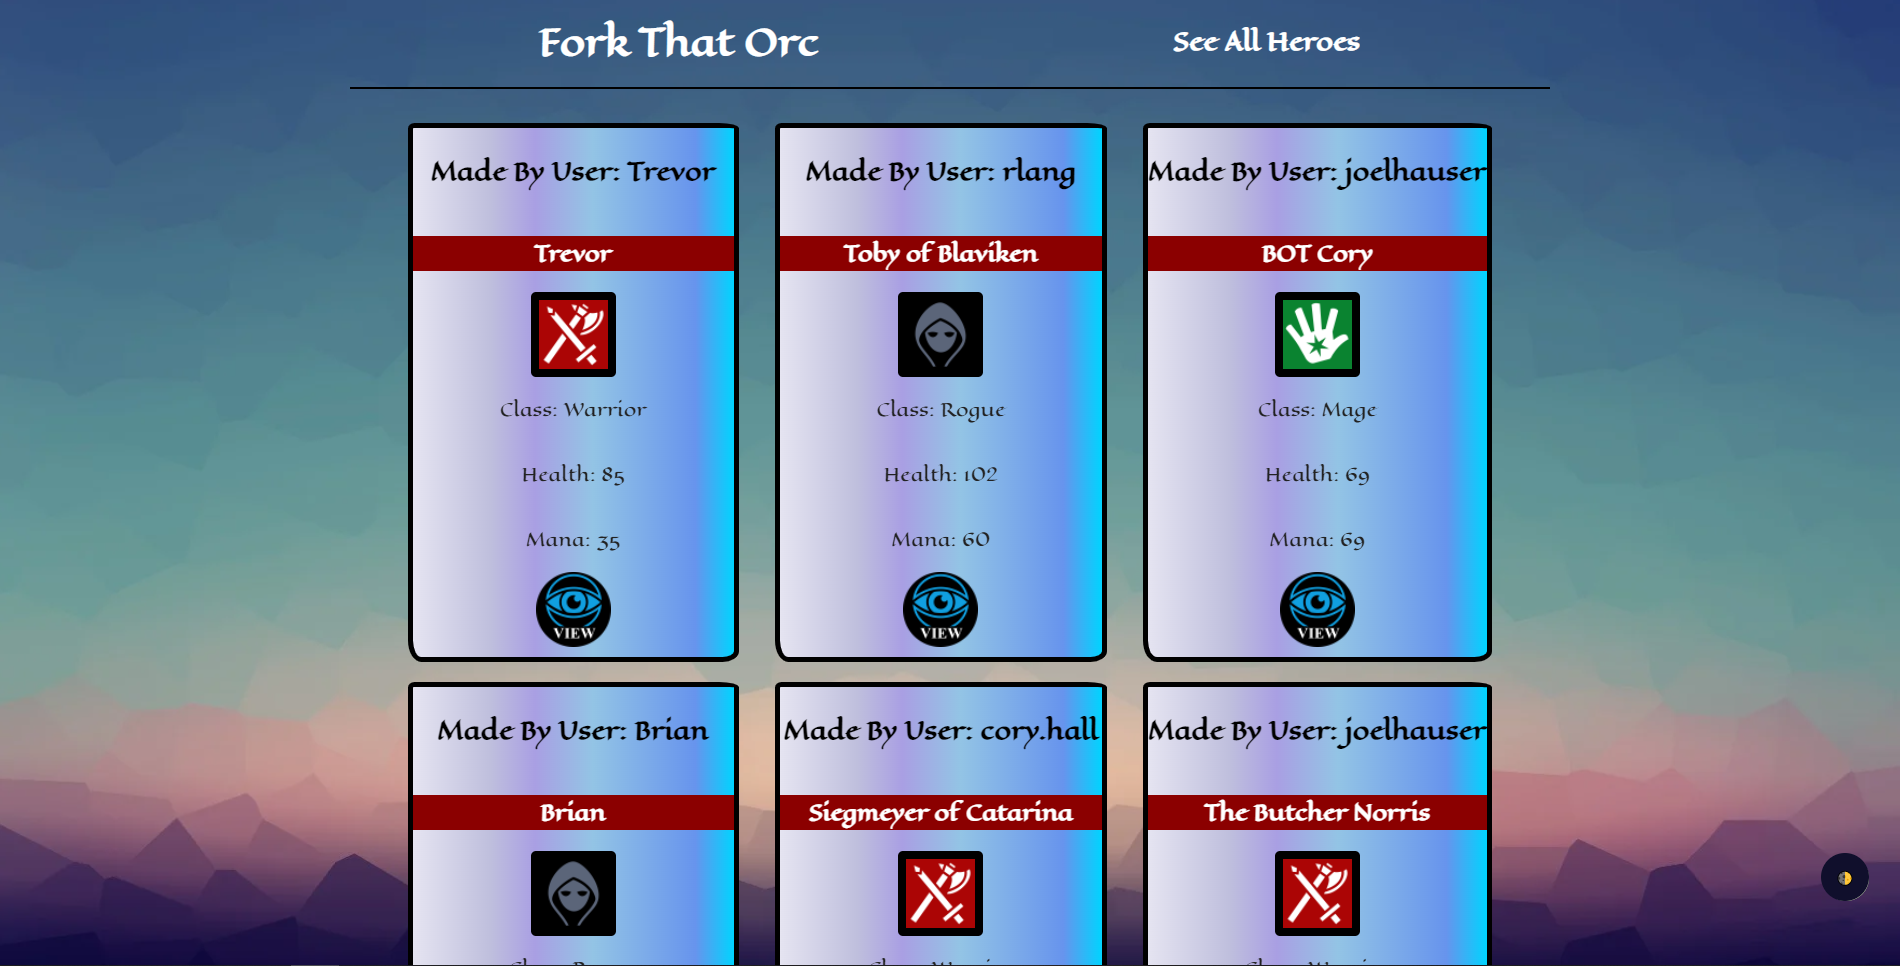 Fork That Orc
See All Heroes
Made By User: Trevor
Made By User: rlang
Made By User: joelhauser
Trevor
Toby of Blaviken
BOT Cory
Class: Warrior
Class: Rogue
Class: Mage
Health: 85
Health: 102
Health: 69
Mana: 35
Mana: 60
Mana: 69
VIEW
VIEW
VIEW
Made By User: Brian
Made By User: cory.hall
Made By User: joelhauser
Brian
Siegmeyer of Catarina
The Butcher Norris